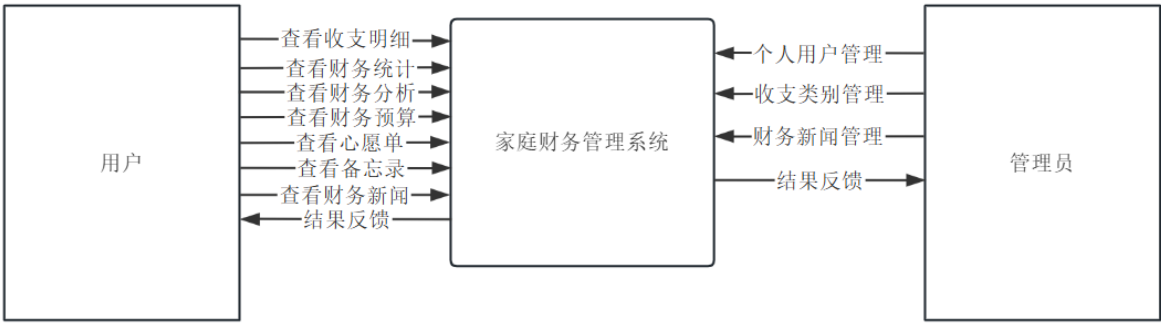 用户
查看收支明细
查看财务统计
查看财务分析
查看财务预算
查看心愿单
查看备忘录
查看财务新闻
结果反馈
家庭财务管理系统
个人用户管理
收支类别管理
财务新闻管理
结果反馈
管理员